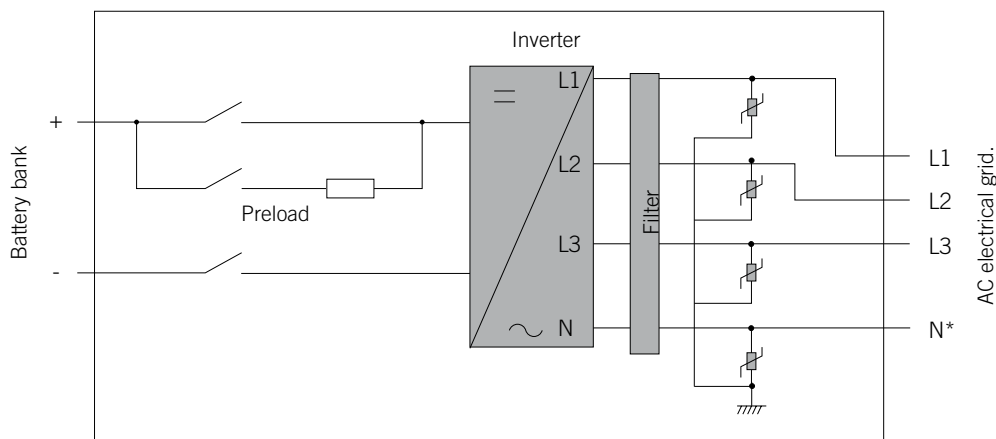 Inverter
L1
+
L2
Preload
Battery bank
Filter
L3
-
N
L1
L2
L3
N*
AC electrical grid.